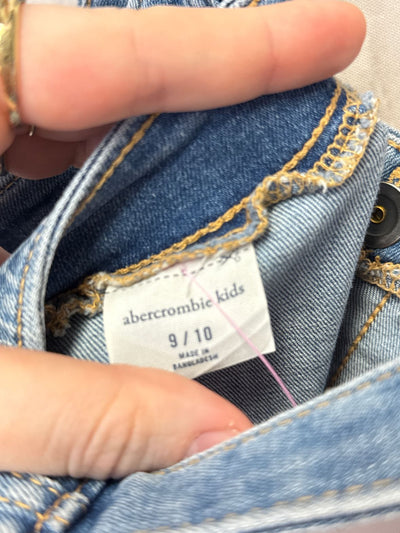 abercrombie kids
9 / 10
MADE IN
BANGLADESH